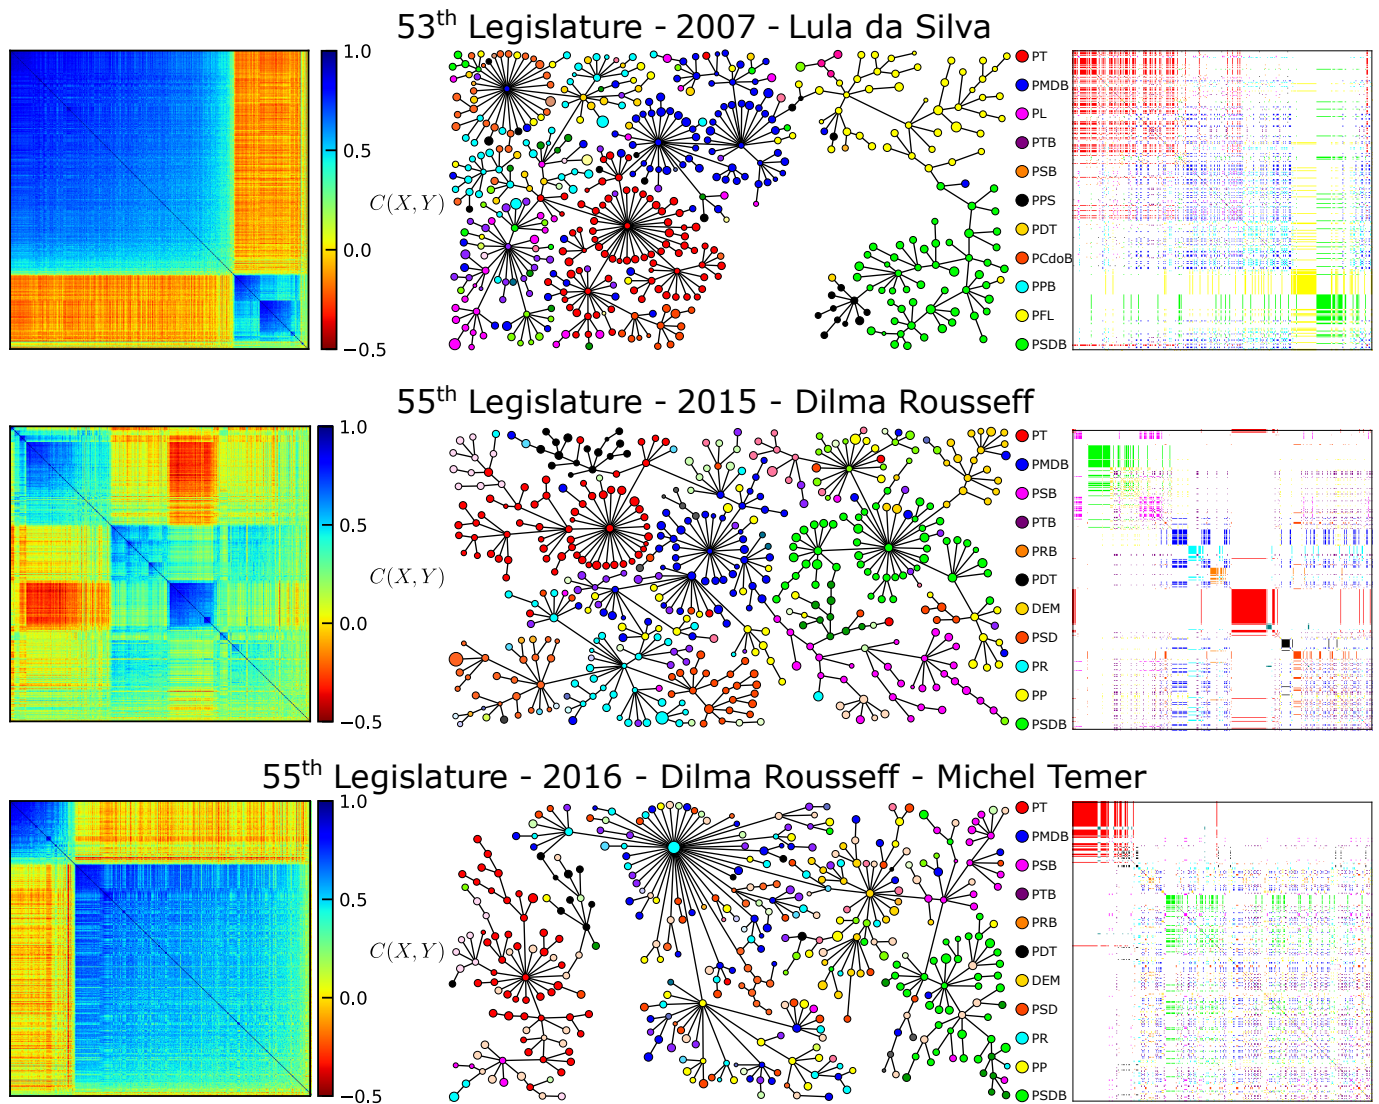 53th Legislature - 2007 - Lula da Silva
1.0
0.5
0.0
−0.5
C(X,Y)
PT
PMDB
PL
PTB
PSB
PPS
PDT
PCdoB
PPB
PFL
PSDB
55th Legislature - 2015 - Dilma Rousseff
1.0
0.5
0.0
−0.5
C(X,Y)
PT
PMDB
PSB
PTB
PRB
PDT
DEM
PSD
PR
PP
PSDB
55th Legislature - 2016 - Dilma Rousseff - Michel Temer
1.0
0.5
0.0
−0.5
C(X,Y)
PT
PMDB
PSB
PTB
PRB
PDT
DEM
PSD
PR
PP
PSDB